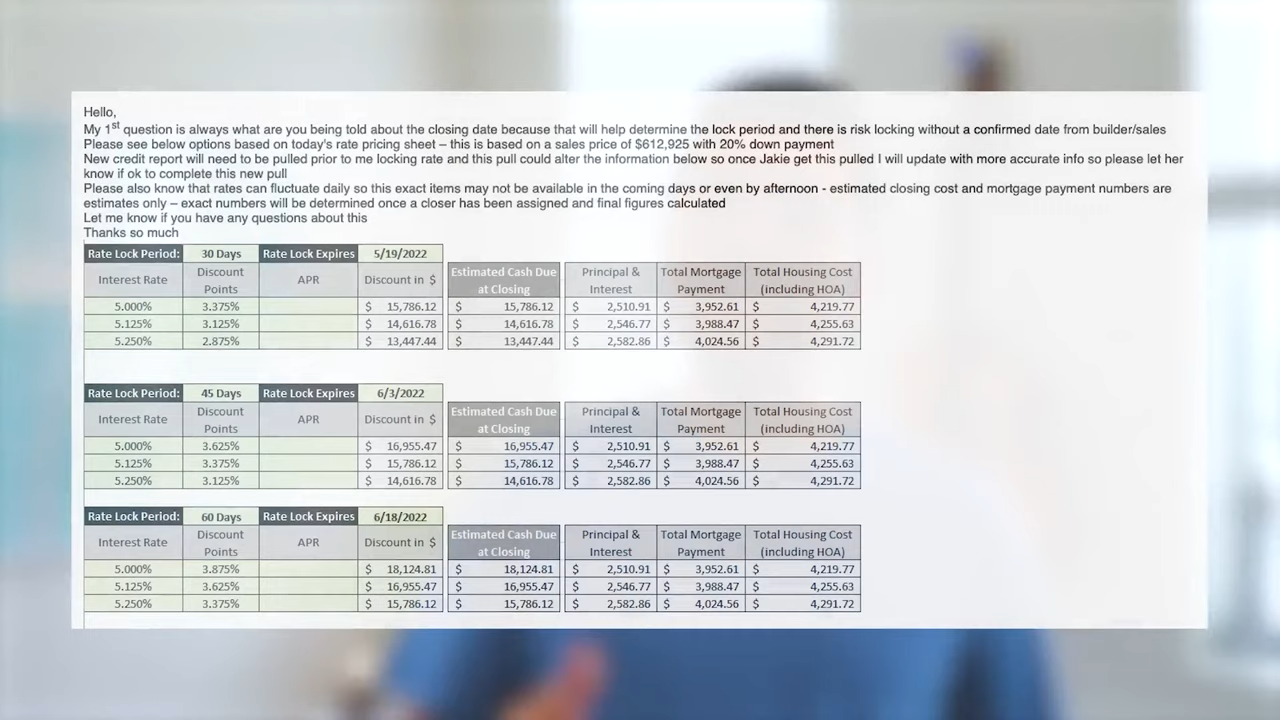 Hello,
My 1st question is always what are you being told about the closing date because that will help determine the lock period and there is risk locking without a confirmed date from builder/sales
Please see below options based on today's rate pricing sheet – this is based on a sales price of $612,925 with 20% down payment
New credit report will need to be pulled prior to me locking rate and this pull could alter the information below so once Jakie get this pulled I will update with more accurate info so please let her
know if ok to complete this new pull
Please also know that rates can fluctuate daily so this exact items may not be available in the coming days or even by afternoon - estimated closing cost and mortgage payment numbers are
estimates only – exact numbers will be determined once a closer has been assigned and final figures calculated
Let me know if you have any questions about this
Thanks so much
Rate Lock Period: 30 Days Rate Lock Expires 5/19/2022
Interest Rate Discount Points APR Discount in $ Estimated Cash Due at Closing Principal & Interest Total Mortgage Payment Total Housing Cost (including HOA)
5.000% 3.375% $ 15,786.12 $ 15,786.12 $ 2,510.91 $ 3,952.61 $ 4,219.77
5.125% 3.125% $ 14,616.78 $ 14,616.78 $ 2,546.77 $ 3,988.47 $ 4,255.63
5.250% 2.875% $ 13,447.44 $ 13,447.44 $ 2,582.86 $ 4,024.56 $ 4,291.72
Rate Lock Period: 45 Days Rate Lock Expires 6/3/2022
Interest Rate Discount Points APR Discount in $ Estimated Cash Due at Closing Principal & Interest Total Mortgage Payment Total Housing Cost (including HOA)
5.000% 3.625% $ 16,955.47 $ 16,955.47 $ 2,510.91 $ 3,952.61 $ 4,219.77
5.125% 3.375% $ 15,786.12 $ 15,786.12 $ 2,546.77 $ 3,988.47 $ 4,255.63
5.250% 3.125% $ 14,616.78 $ 14,616.78 $ 2,582.86 $ 4,024.56 $ 4,291.72
Rate Lock Period: 60 Days Rate Lock Expires 6/18/2022
Interest Rate Discount Points APR Discount in $ Estimated Cash Due at Closing Principal & Interest Total Mortgage Payment Total Housing Cost (including HOA)
5.000% 3.875% $ 18,124.81 $ 18,124.81 $ 2,510.91 $ 3,952.61 $ 4,219.77
5.125% 3.625% $ 16,955.47 $ 16,955.47 $ 2,546.77 $ 3,988.47 $ 4,255.63
5.250% 3.375% $ 15,786.12 $ 15,786.12 $ 2,582.86 $ 4,024.56 $ 4,291.72